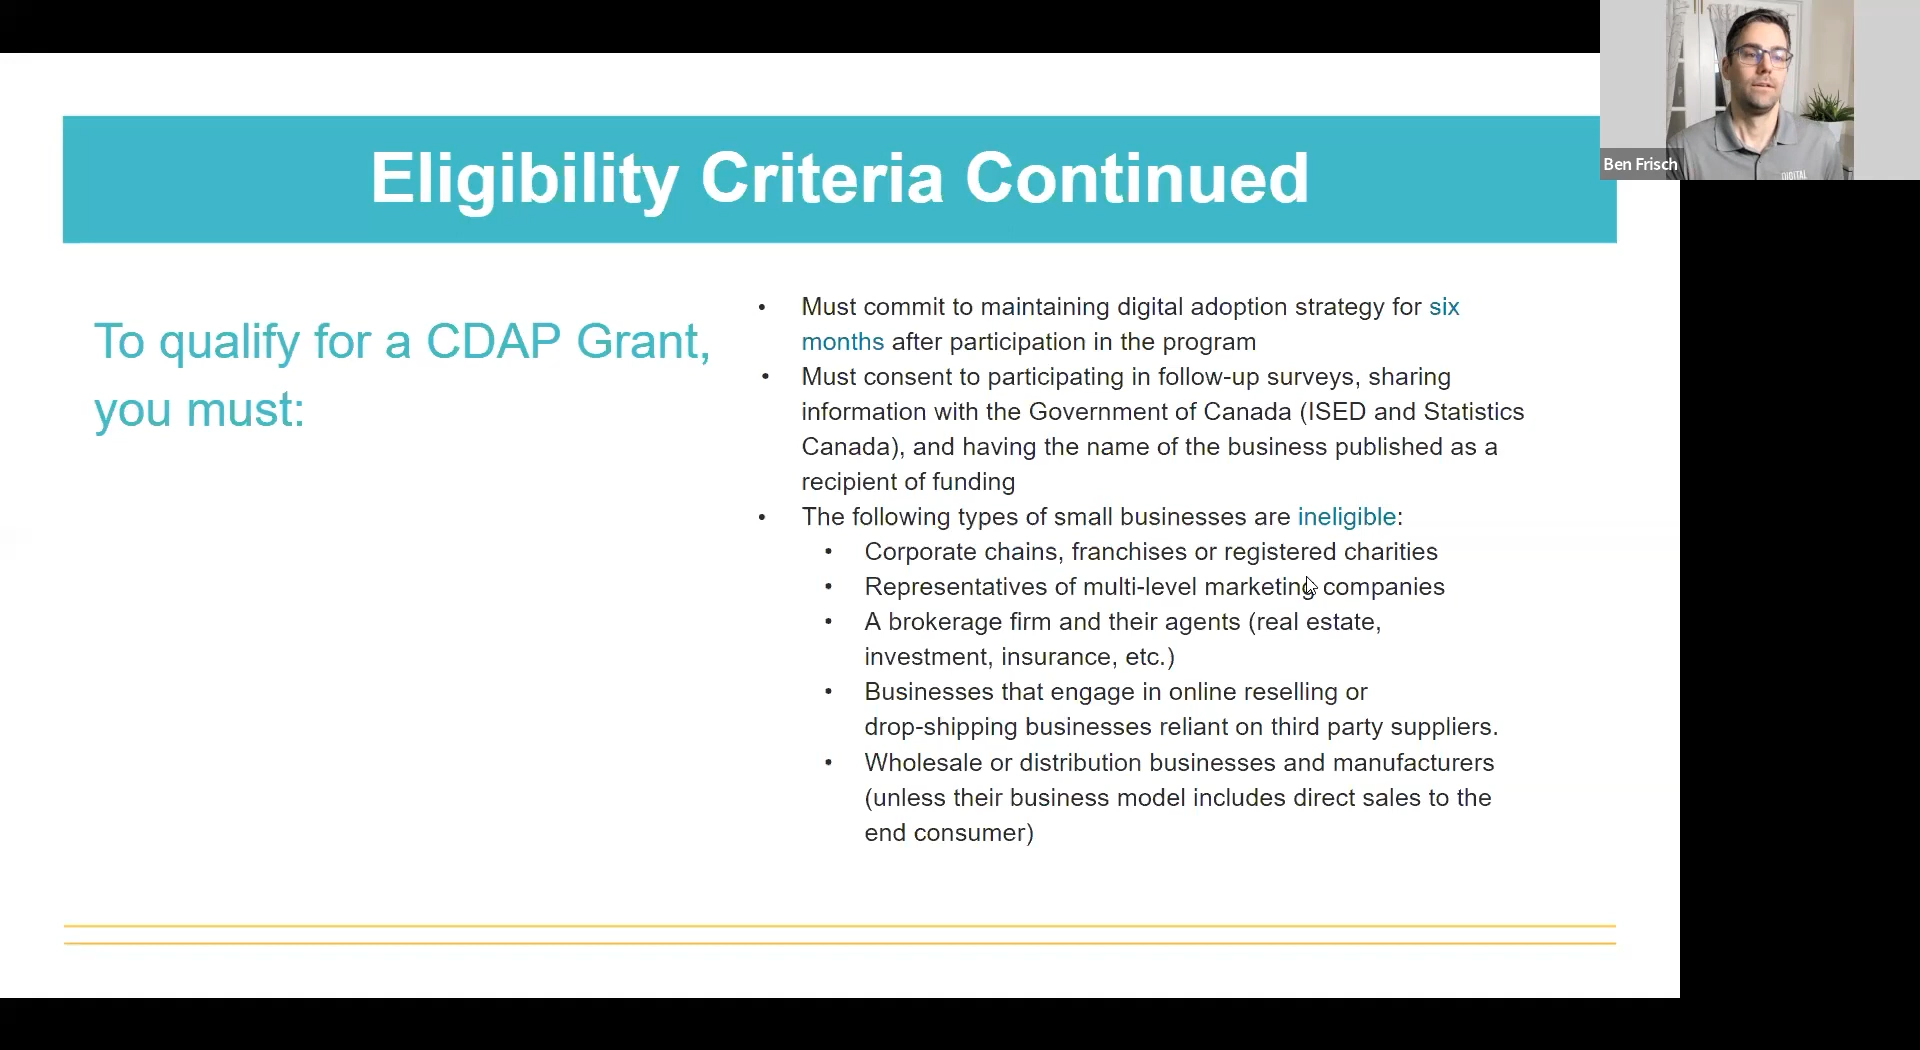 Eligibility Criteria Continued
Ben Frisch
DIGITAL
To qualify for a CDAP Grant,
you must:
• Must commit to maintaining digital adoption strategy for six
months after participation in the program
• Must consent to participating in follow-up surveys, sharing
information with the Government of Canada (ISED and Statistics
Canada), and having the name of the business published as a
recipient of funding
• The following types of small businesses are ineligible:
• Corporate chains, franchises or registered charities
• Representatives of multi-level marketing companies
• A brokerage firm and their agents (real estate,
investment, insurance, etc.)
• Businesses that engage in online reselling or
drop-shipping businesses reliant on third party suppliers.
• Wholesale or distribution businesses and manufacturers
(unless their business model includes direct sales to the
end consumer)